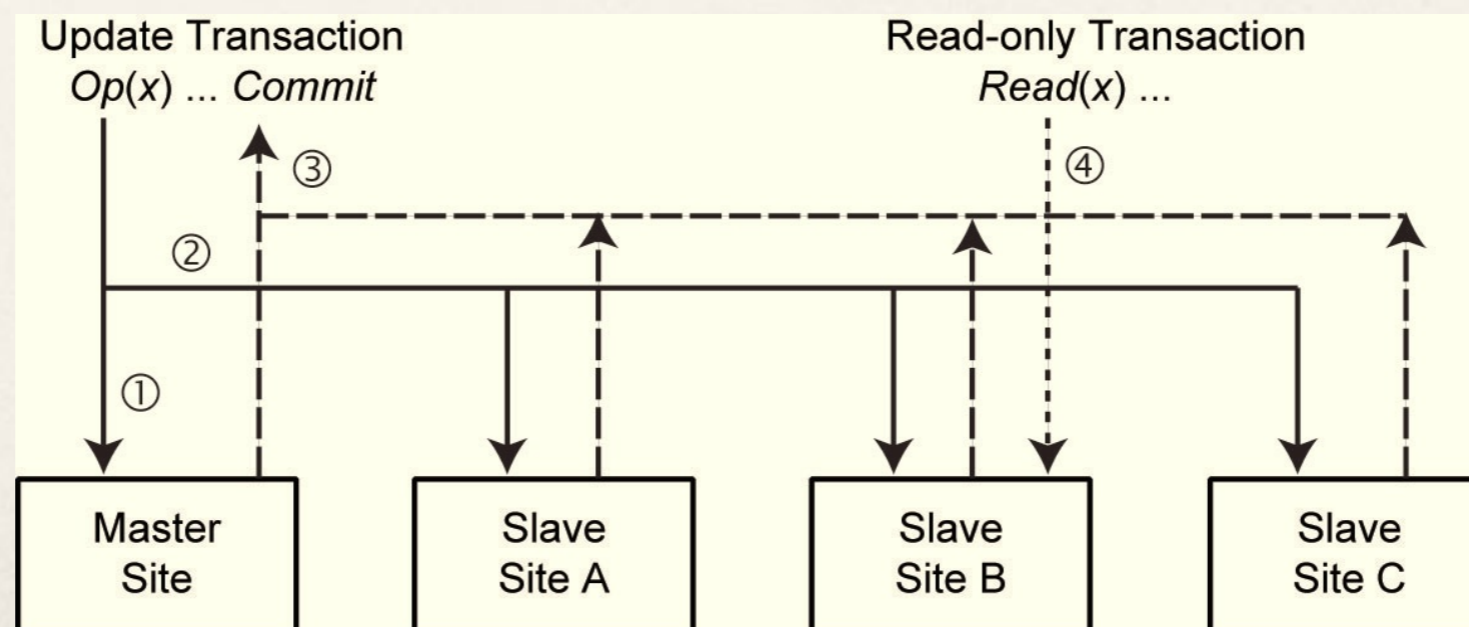 Update Transaction
Op(x) ... Commit
Read-only Transaction
Read(x) ...
③
④
②
①
Master
Site
Slave
Site A
Slave
Site B
Slave
Site C